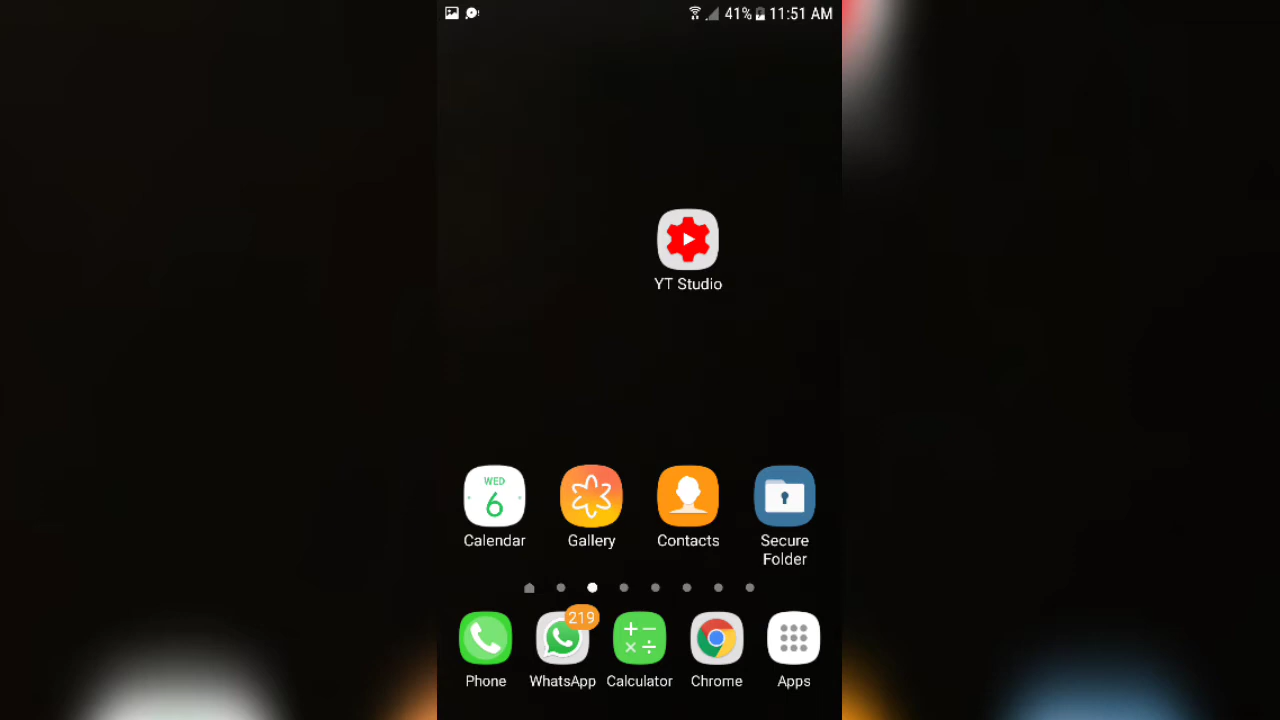 41% 11:51 AM
YT Studio
WED
6
Calendar
Gallery
Contacts
Secure
Folder
219
Phone
WhatsApp
Calculator
Chrome
Apps